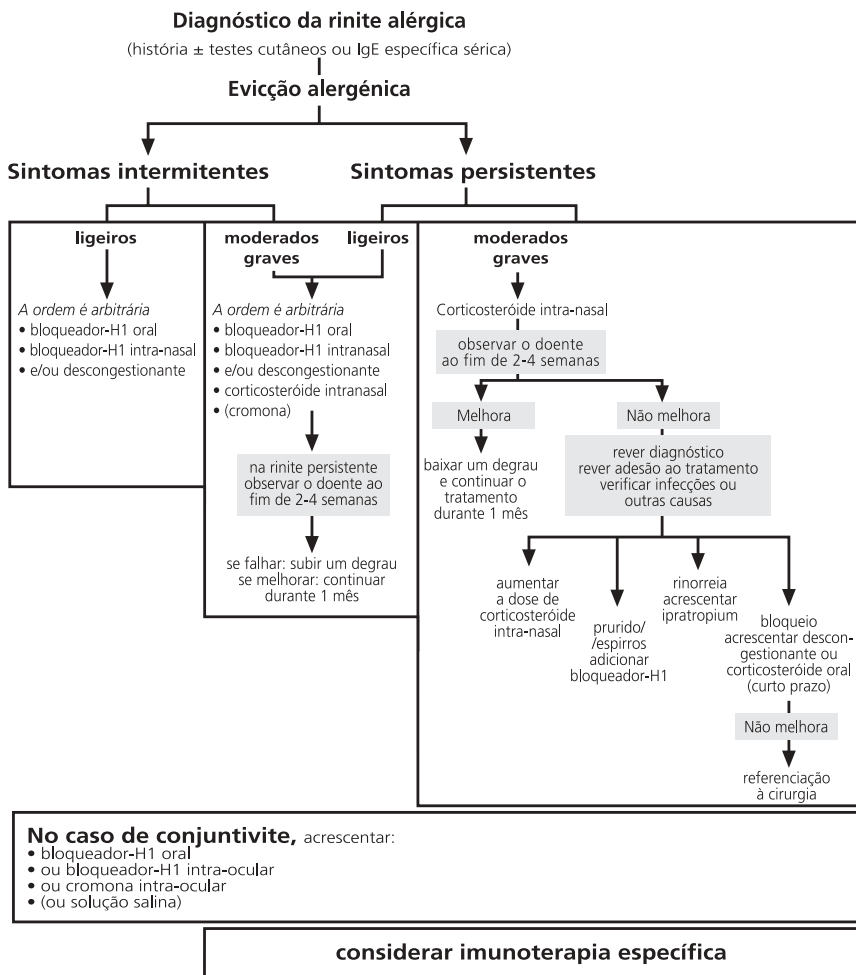 Diagnóstico da rinite alérgica
(história ± testes cutâneos ou IgE específica sérica)
Evicção alergénica
Sintomas intermitentes
Sintomas persistentes
ligeiros
A ordem é arbitrária
• bloqueador-H1 oral
• bloqueador-H1 intra-nasal
• e/ou descongestionante
moderados
graves
ligeiros
A ordem é arbitrária
• bloqueador-H1 oral
• bloqueador-H1 intranasal
• e/ou descongestionante
• corticosteróide intranasal
• (cromona)
na rinite persistente
observar o doente ao
fim de 2-4 semanas
se falhar: subir um degrau
se melhorar: continuar
durante 1 mês
moderados
graves
Corticosteróide intra-nasal
observar o doente
ao fim de 2-4 semanas
Melhora
baixar um degrau
e continuar o
tratamento
durante 1 mês
Não melhora
rever diagnóstico
rever adesão ao tratamento
verificar infecções ou
outras causas
aumentar
a dose de
corticosteróide
intra-nasal
prurido/
/espirros
adicionar
bloqueador-H1
rinorreia
acrescentar
ipratropium
bloqueio
acrescentar descon-
gestionante ou
corticosteróide oral
(curto prazo)
Não melhora
referenciação
à cirurgia
No caso de conjuntivite, acrescentar:
• bloqueador-H1 oral
• ou bloqueador-H1 intra-ocular
• ou cromona intra-ocular
• (ou solução salina)
considerar imunoterapia específica